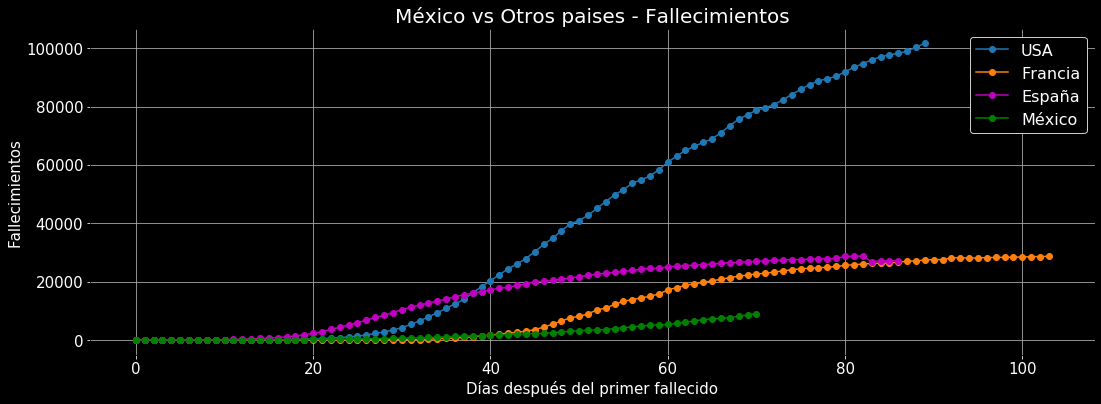 México vs Otros paises - Fallecimientos
USA
Francia
España
México
Fallecimientos
100000
80000
60000
40000
20000
0
0 20 40 60 80 100
Días después del primer fallecido